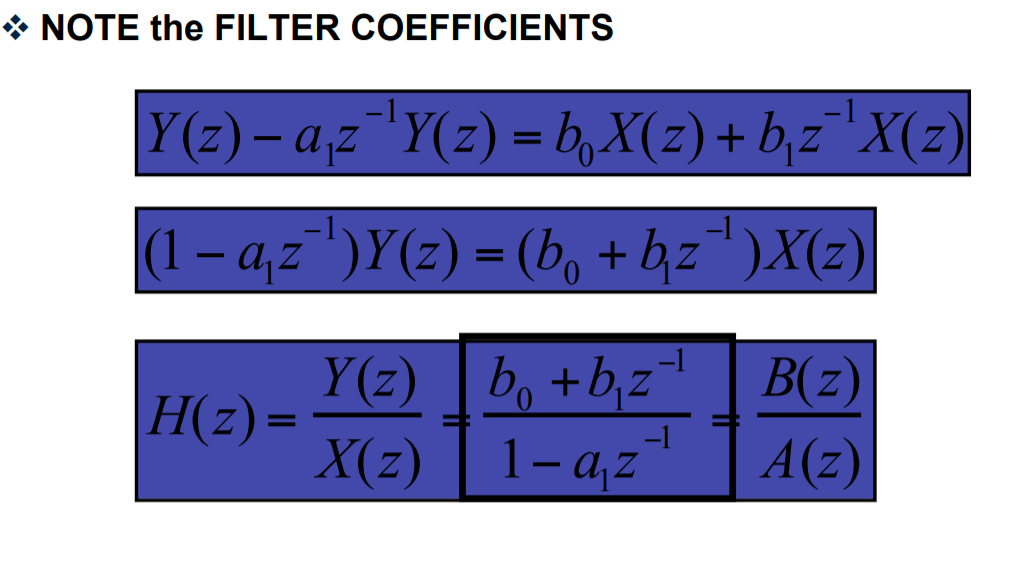 ❖ NOTE the FILTER COEFFICIENTS
Y(z) − a₁z⁻¹Y(z) = b₀X(z) + b₁z⁻¹X(z)
(1 − a₁z⁻¹)Y(z) = (b₀ + b₁z⁻¹)X(z)
H(z) = Y(z)/X(z) = (b₀ + b₁z⁻¹)/(1 − a₁z⁻¹) = B(z)/A(z)